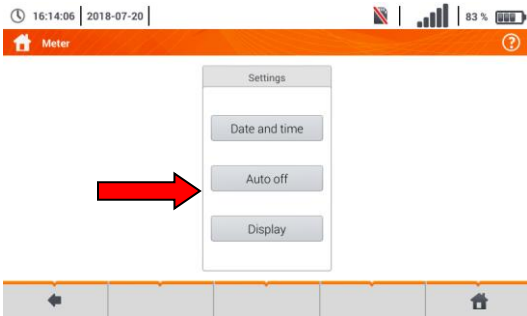 16:14:06 2018-07-20 83 %
Meter
Settings
Date and time
Auto off
Display